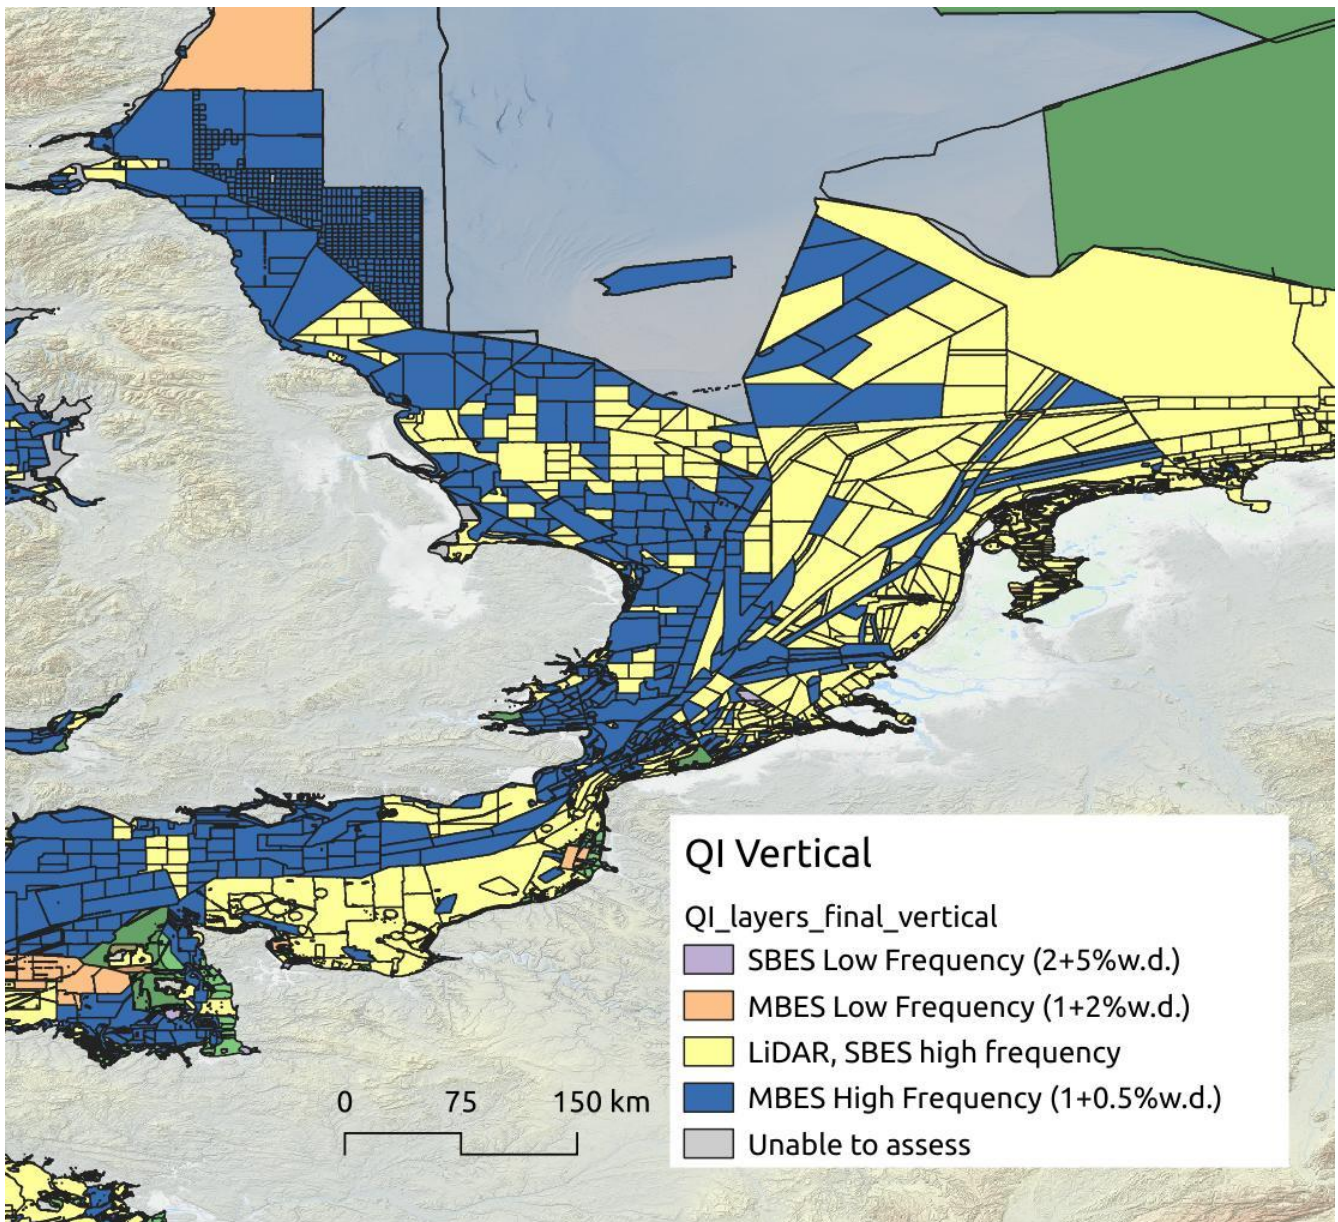 QI Vertical
QI_layers_final_vertical
SBES Low Frequency (2+5%w.d.)
MBES Low Frequency (1+2%w.d.)
LiDAR, SBES high frequency
MBES High Frequency (1+0.5%w.d.)
Unable to assess
0 75 150 km